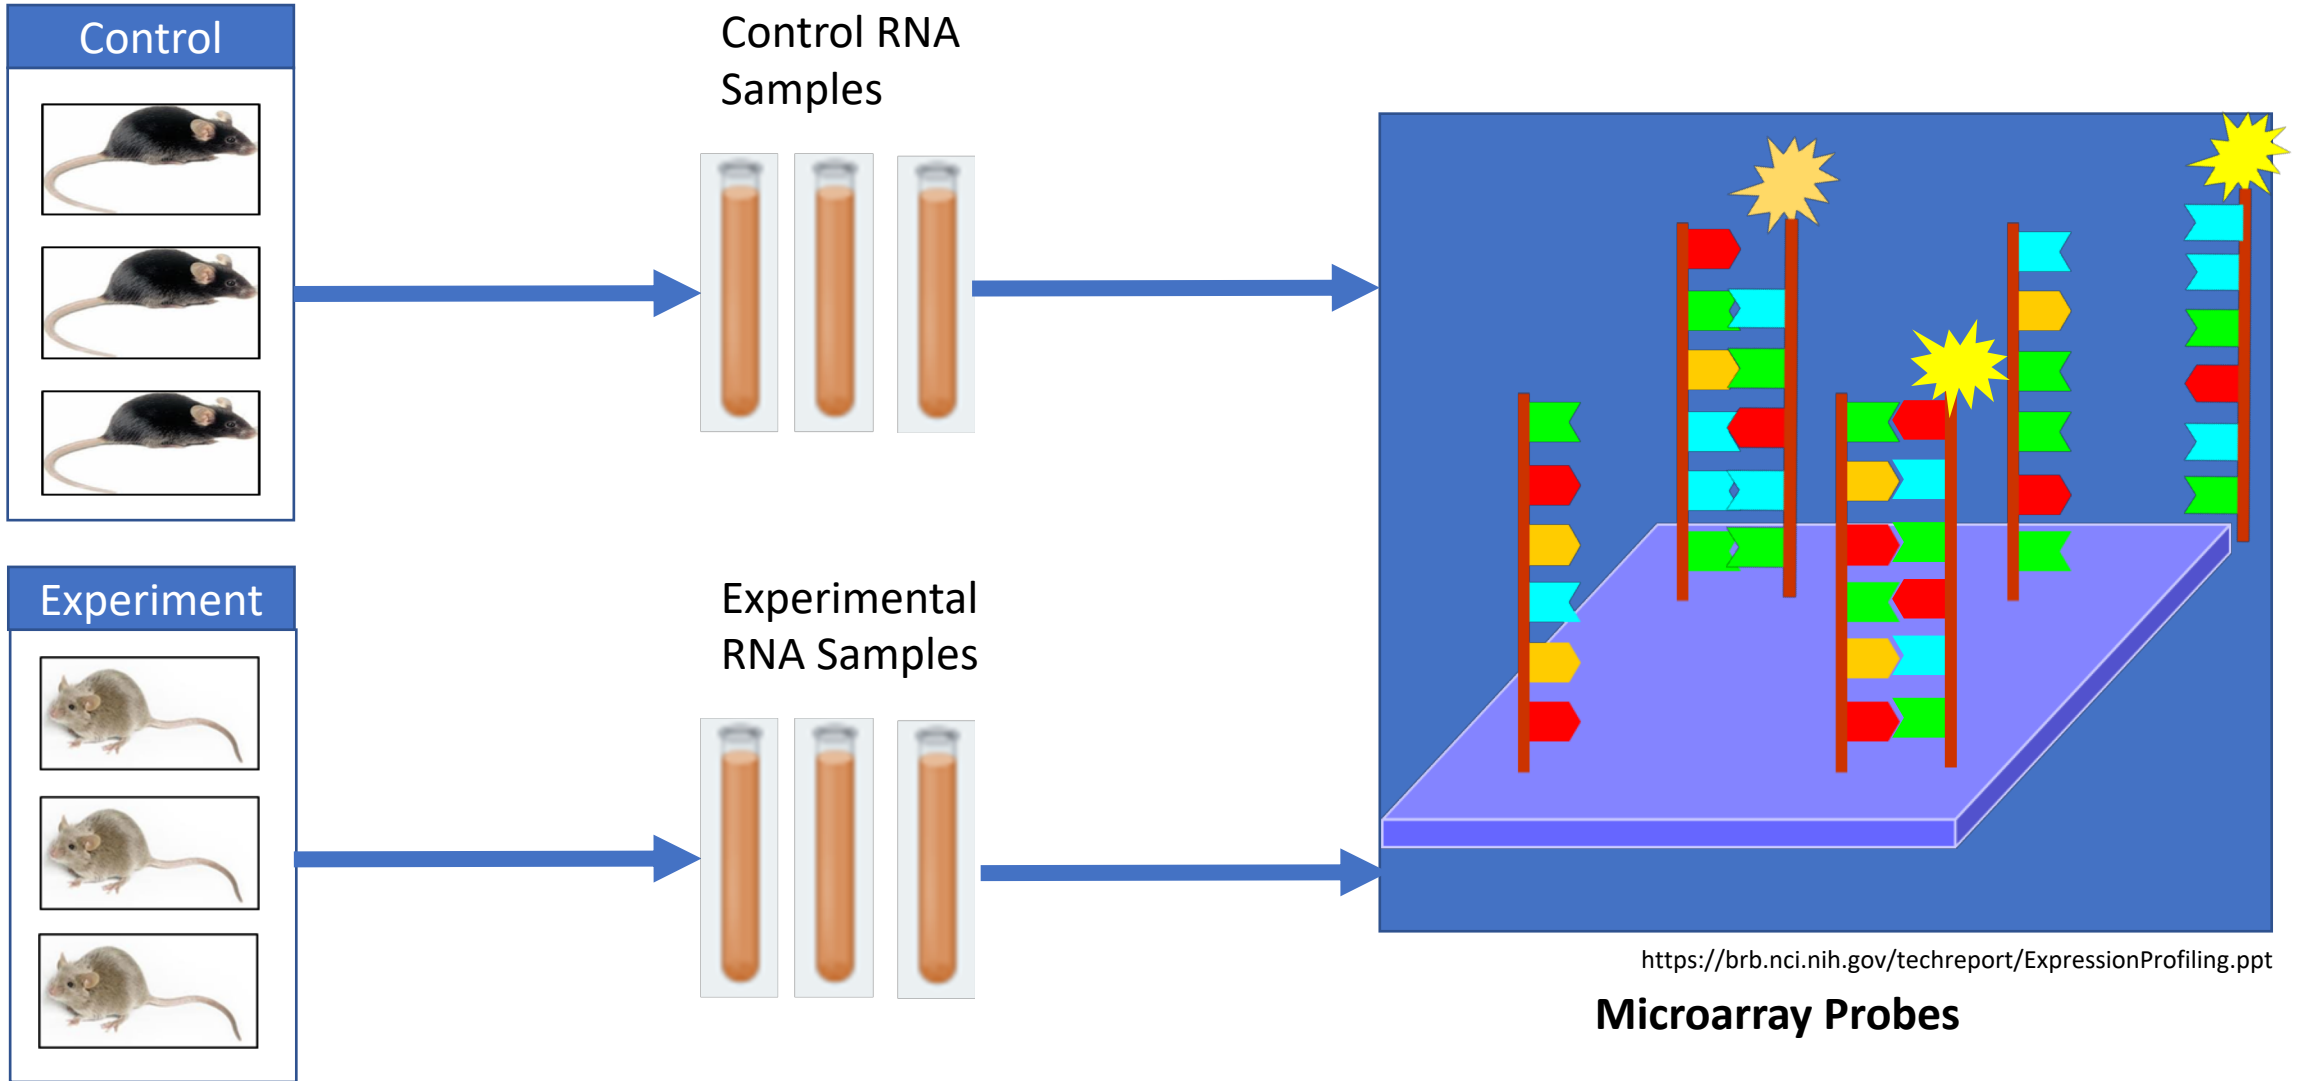 Control
Control RNA
Samples
Experiment
Experimental
RNA Samples
https://brb.nci.nih.gov/techreport/ExpressionProfiling.ppt
Microarray Probes